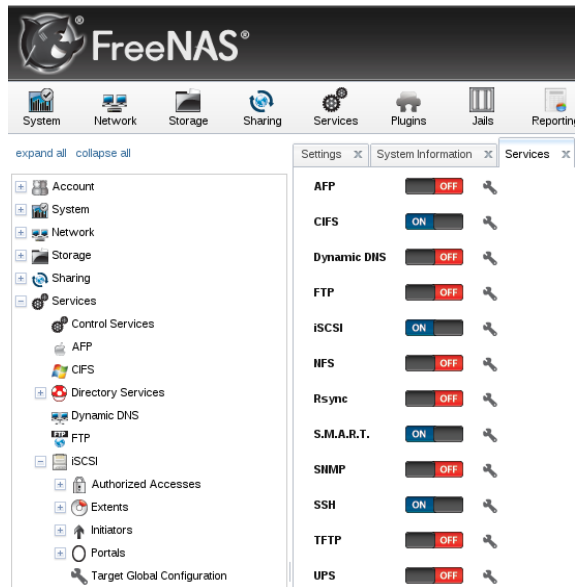 FreeNAS®
System Network Storage Sharing Services Plugins Jails Reporting
expand all collapse all
Settings X System Information X Services X
Account
System
Network
Storage
Sharing
Services
Control Services
AFP
CIFS
Directory Services
Dynamic DNS
FTP FTP
iSCSI
Authorized Accesses
Extents
Initiators
Portals
Target Global Configuration
AFP OFF
CIFS ON
Dynamic DNS OFF
FTP OFF
iSCSI ON
NFS OFF
Rsync OFF
S.M.A.R.T. ON
SNMP OFF
SSH ON
TFTP OFF
UPS OFF